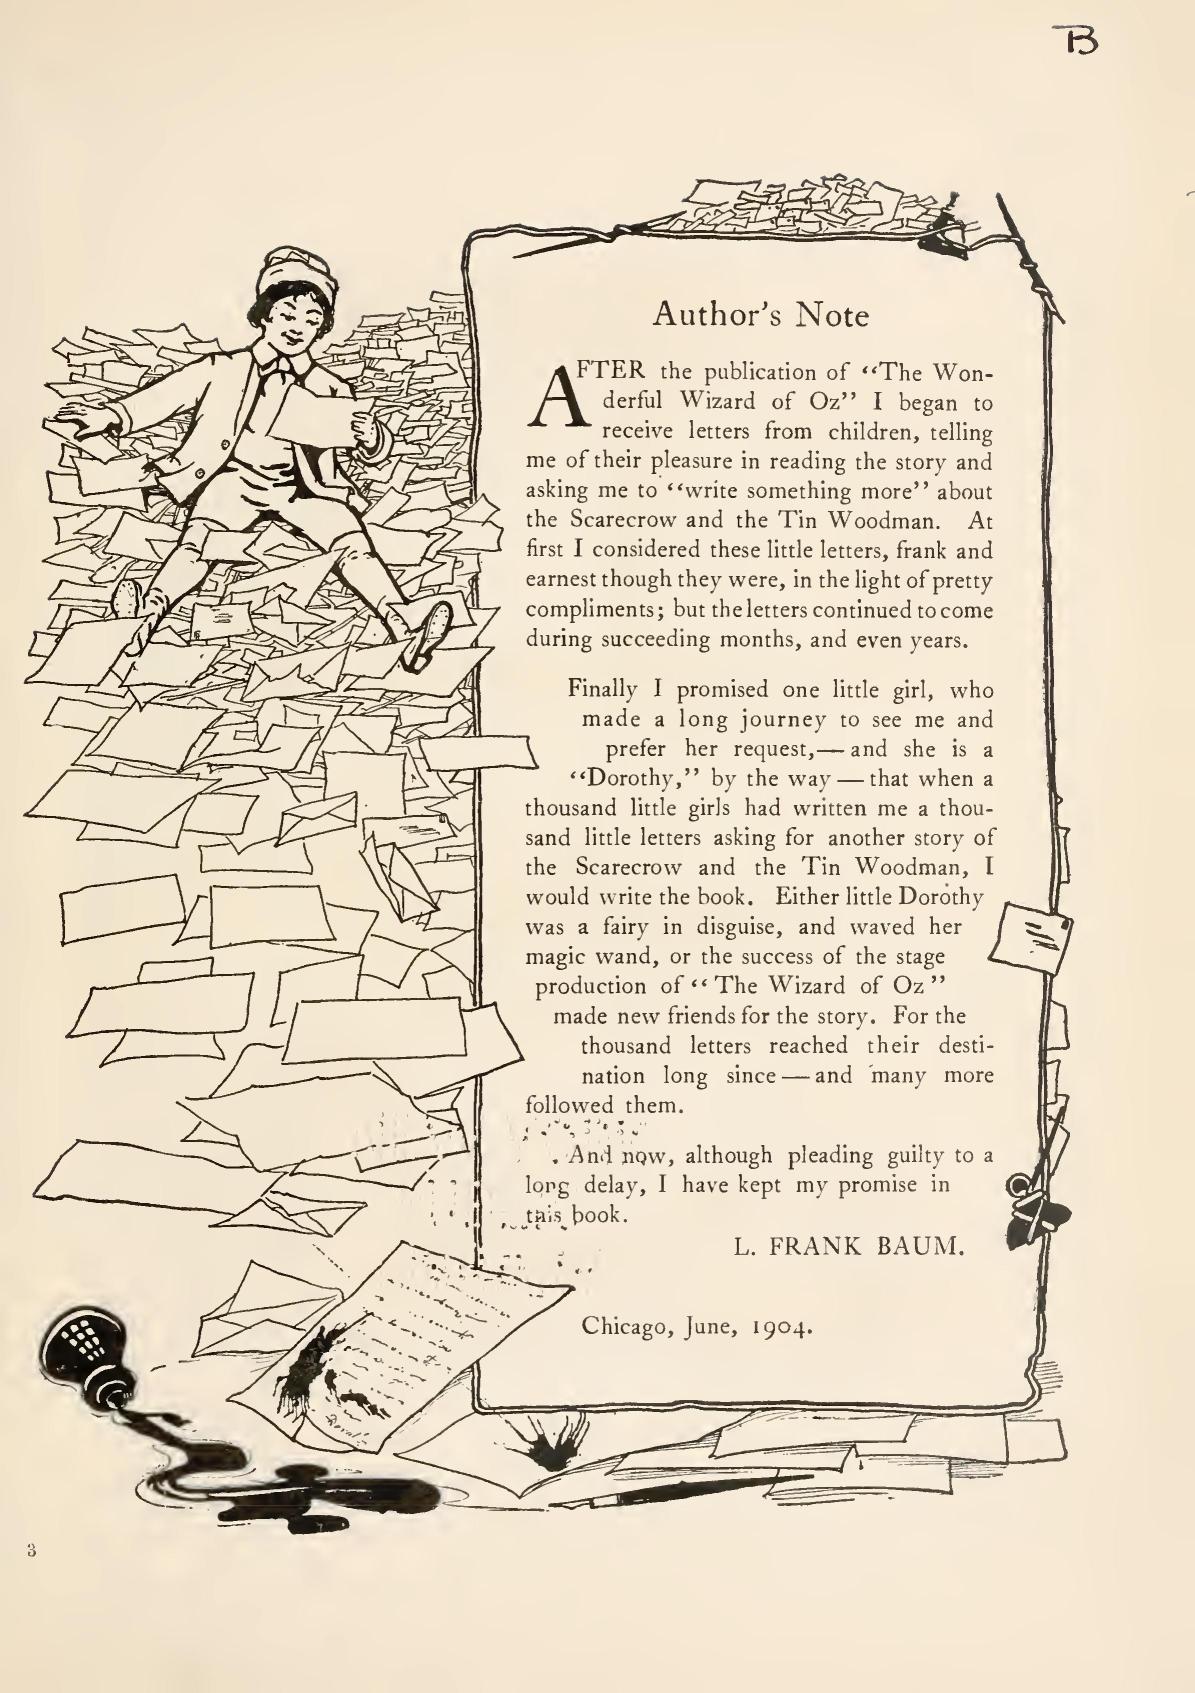 B
Author's Note
AFTER the publication of “The Won-
derful Wizard of Oz” I began to
receive letters from children, telling
me of their pleasure in reading the story and
asking me to “write something more” about
the Scarecrow and the Tin Woodman. At
first I considered these little letters, frank and
earnest though they were, in the light of pretty
compliments; but the letters continued to come
during succeeding months, and even years.
Finally I promised one little girl, who
made a long journey to see me and
prefer her request,—and she is a
“Dorothy,” by the way—that when a
thousand little girls had written me a thou-
sand little letters asking for another story of
the Scarecrow and the Tin Woodman, I
would write the book. Either little Dorothy
was a fairy in disguise, and waved her
magic wand, or the success of the stage
production of “The Wizard of Oz”
made new friends for the story. For the
thousand letters reached their desti-
nation long since—and many more
followed them.
And now, although pleading guilty to a
long delay, I have kept my promise in
this book.
L. FRANK BAUM.
Chicago, June, 1904.
3